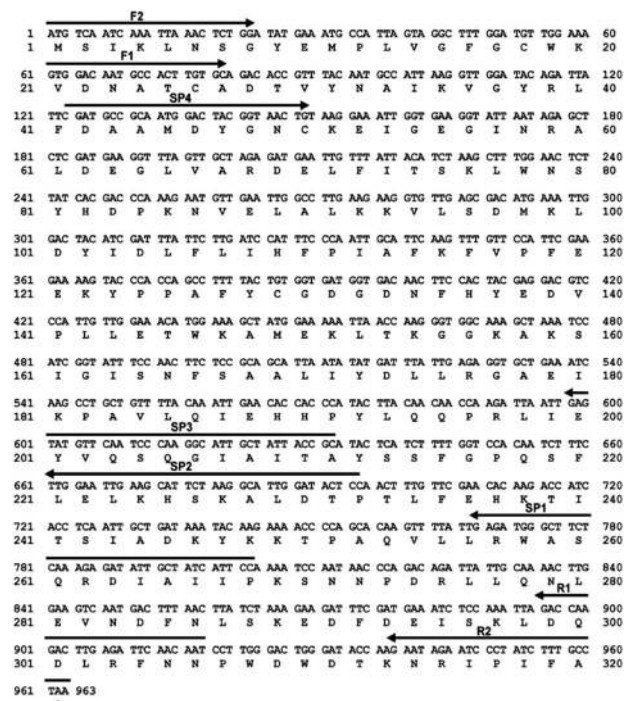 F2
1 ATG TCA ATC AAA TTA AAC TCT GGA TAT GAA ATG CCA TTA GTA GGC TTT GGA TGT TGG AAA 60
1 M S I K L N S G Y E M P L V G F G C W K 20
F1
61 GTG GAC AAT GCC ACT TGT GCA GAC ACC GTT TAC AAT GCC ATT AAG GTT GGA TAC AGA TTA 120
21 V D N A T C A D T V Y N A I K V G Y R L 40
SP4
121 TTC GAT GCC GCA ATG GAC TAC GGT AAC TGT AAG GAA ATT GGT GAA GGT ATT AAT AGA GCT 180
41 F D A A M D Y G N C K E I G E G I N R A 60
181 CTC GAT GAA GGT TTA GTT GCT AGA GAT GAA TTG TTT ATT ACA TCT AAG CTT TGG AAC TCT 240
61 L D E G L V A R D E L F I T S K L W N S 80
241 TAT CAC GAC CCA AAG AAT GTT GAA TTG GCC TTG AAG AAG GTG TTG AGC GAC ATG AAA TTG 300
81 Y H D P K N V E L A L K K V L S D M K L 100
301 GAC TAC ATC GAT TTA TTC TTG ATC CAT TTC CCA ATT GCA TTC AAG TTT GTT CCA TTC GAA 360
101 D Y I D L F L I H F P I A F K F V P F E 120
361 GAA AAG TAC CCA CCA GCC TTT TAC TGT GGT GAT GGT GAC AAC TTC CAC TAC GAG GAC GTC 420
121 E K Y P P A F Y C G D G D N F H Y E D V 140
421 CCA TTG TTG GAA ACA TGG AAA GCT ATG GAA AAA TTA ACC AAG GGT GGC AAA GCT AAA TCC 480
141 P L L E T W K A M E K L T K G G K A K S 160
481 ATC GGT ATT TCC AAC TTC TCC GCA GCA TTA ATA TAT GAT TTA TTG AGA GGT GCT GAA ATC 540
161 I G I S N F S A A L I Y D L L R G A E I 180
541 AAG CCT GCT GTT TTA CAA ATT GAA CAC CAC CCA TAC TTA CAA CAA CCA AGA TTA ATT GAG 600
181 K P A V L Q I E H H P Y L Q Q P R L I E 200
601 TAT GTT CAA TCC CAA GGC ATT GCT ATT ACC GCA TAC TCA TCT TTT GGT CCA CAA TCT TTC 660
SP3
201 Y V Q S Q G I A I T A Y S S F G P Q S F 220
SP2
661 TTG GAA TTG AAG CAT TCT AAG GCA TTG GAT ACT CCA ACT TTG TTC GAA CAC AAG ACC ATC 720
221 L E L K H S K A L D T P T L F E H K T I 240
721 ACC TCA ATT GCT GAT AAA TAC AAG AAA ACC CCA GCA CAA GTT TTA TTG AGA TGG GCT TCT 780
241 T S I A D K Y K K T P A Q V L L R W A S 260
SP1
781 CAA AGA GAT ATT GCT ATC ATT CCA AAA TCC AAT AAC CCA GAC AGA TTA TTG CAA AAC TTG 840
261 Q R D I A I I P K S N N P D R L L Q N L 280
R1
841 GAA GTC AAT GAC TTT AAC TTA TCT AAA GAA GAT TTC GAT GAA ATC TCC AAA TTA GAC CAA 900
281 E V N D F N L S K E D F D E I S K L D Q 300
R2
901 GAC TTG AGA TTC AAC AAT CCT TGG GAC TGG GAT ACC AAG AAT AGA ATC CCT ATC TTT GCC 960
301 D L R F N N P W D W D T K N R I P I F A 320
961 TAA 963